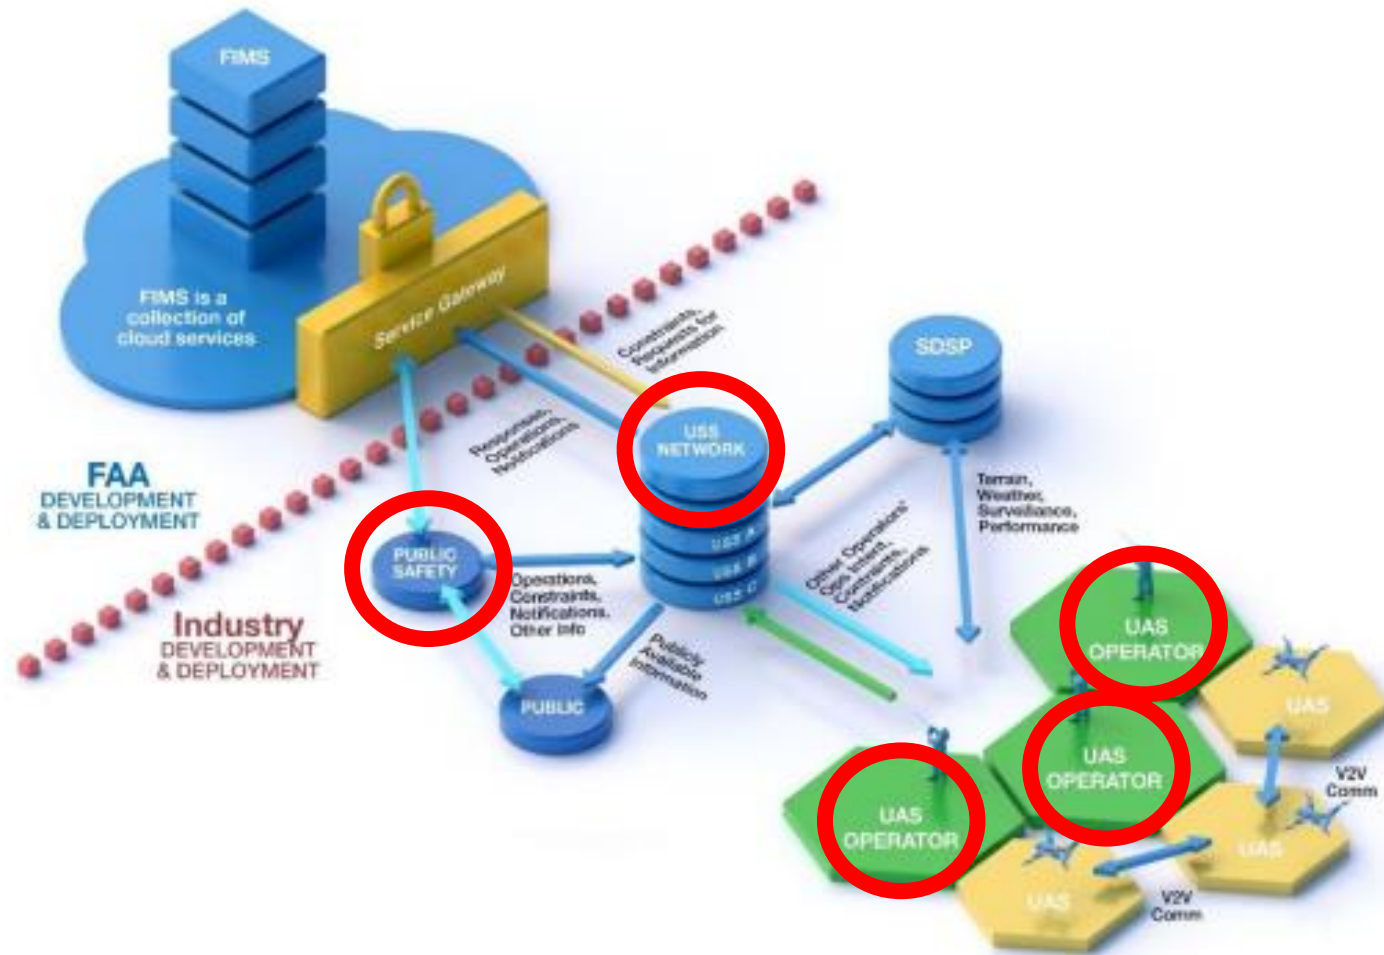 FIMS
FIMS is a
collection of
cloud services
Service Gateway
Constraints,
Requests for
Information
Responses,
Operations,
Notifications
FAA
DEVELOPMENT
& DEPLOYMENT
Industry
DEVELOPMENT
& DEPLOYMENT
USS
NETWORK
USS A
USS B
USS C
SDSP
Terrain,
Weather,
Surveillance,
Performance
Other Operators'
Ops Intent,
Contraints,
Notifications
PUBLIC
SAFETY
Operations,
Constraints,
Notifications,
Other Info
Publicly
Available
Information
PUBLIC
UAS
OPERATOR
UAS
UAS
OPERATOR
V2V
Comm
UAS
OPERATOR
UAS
UAS
V2V
Comm